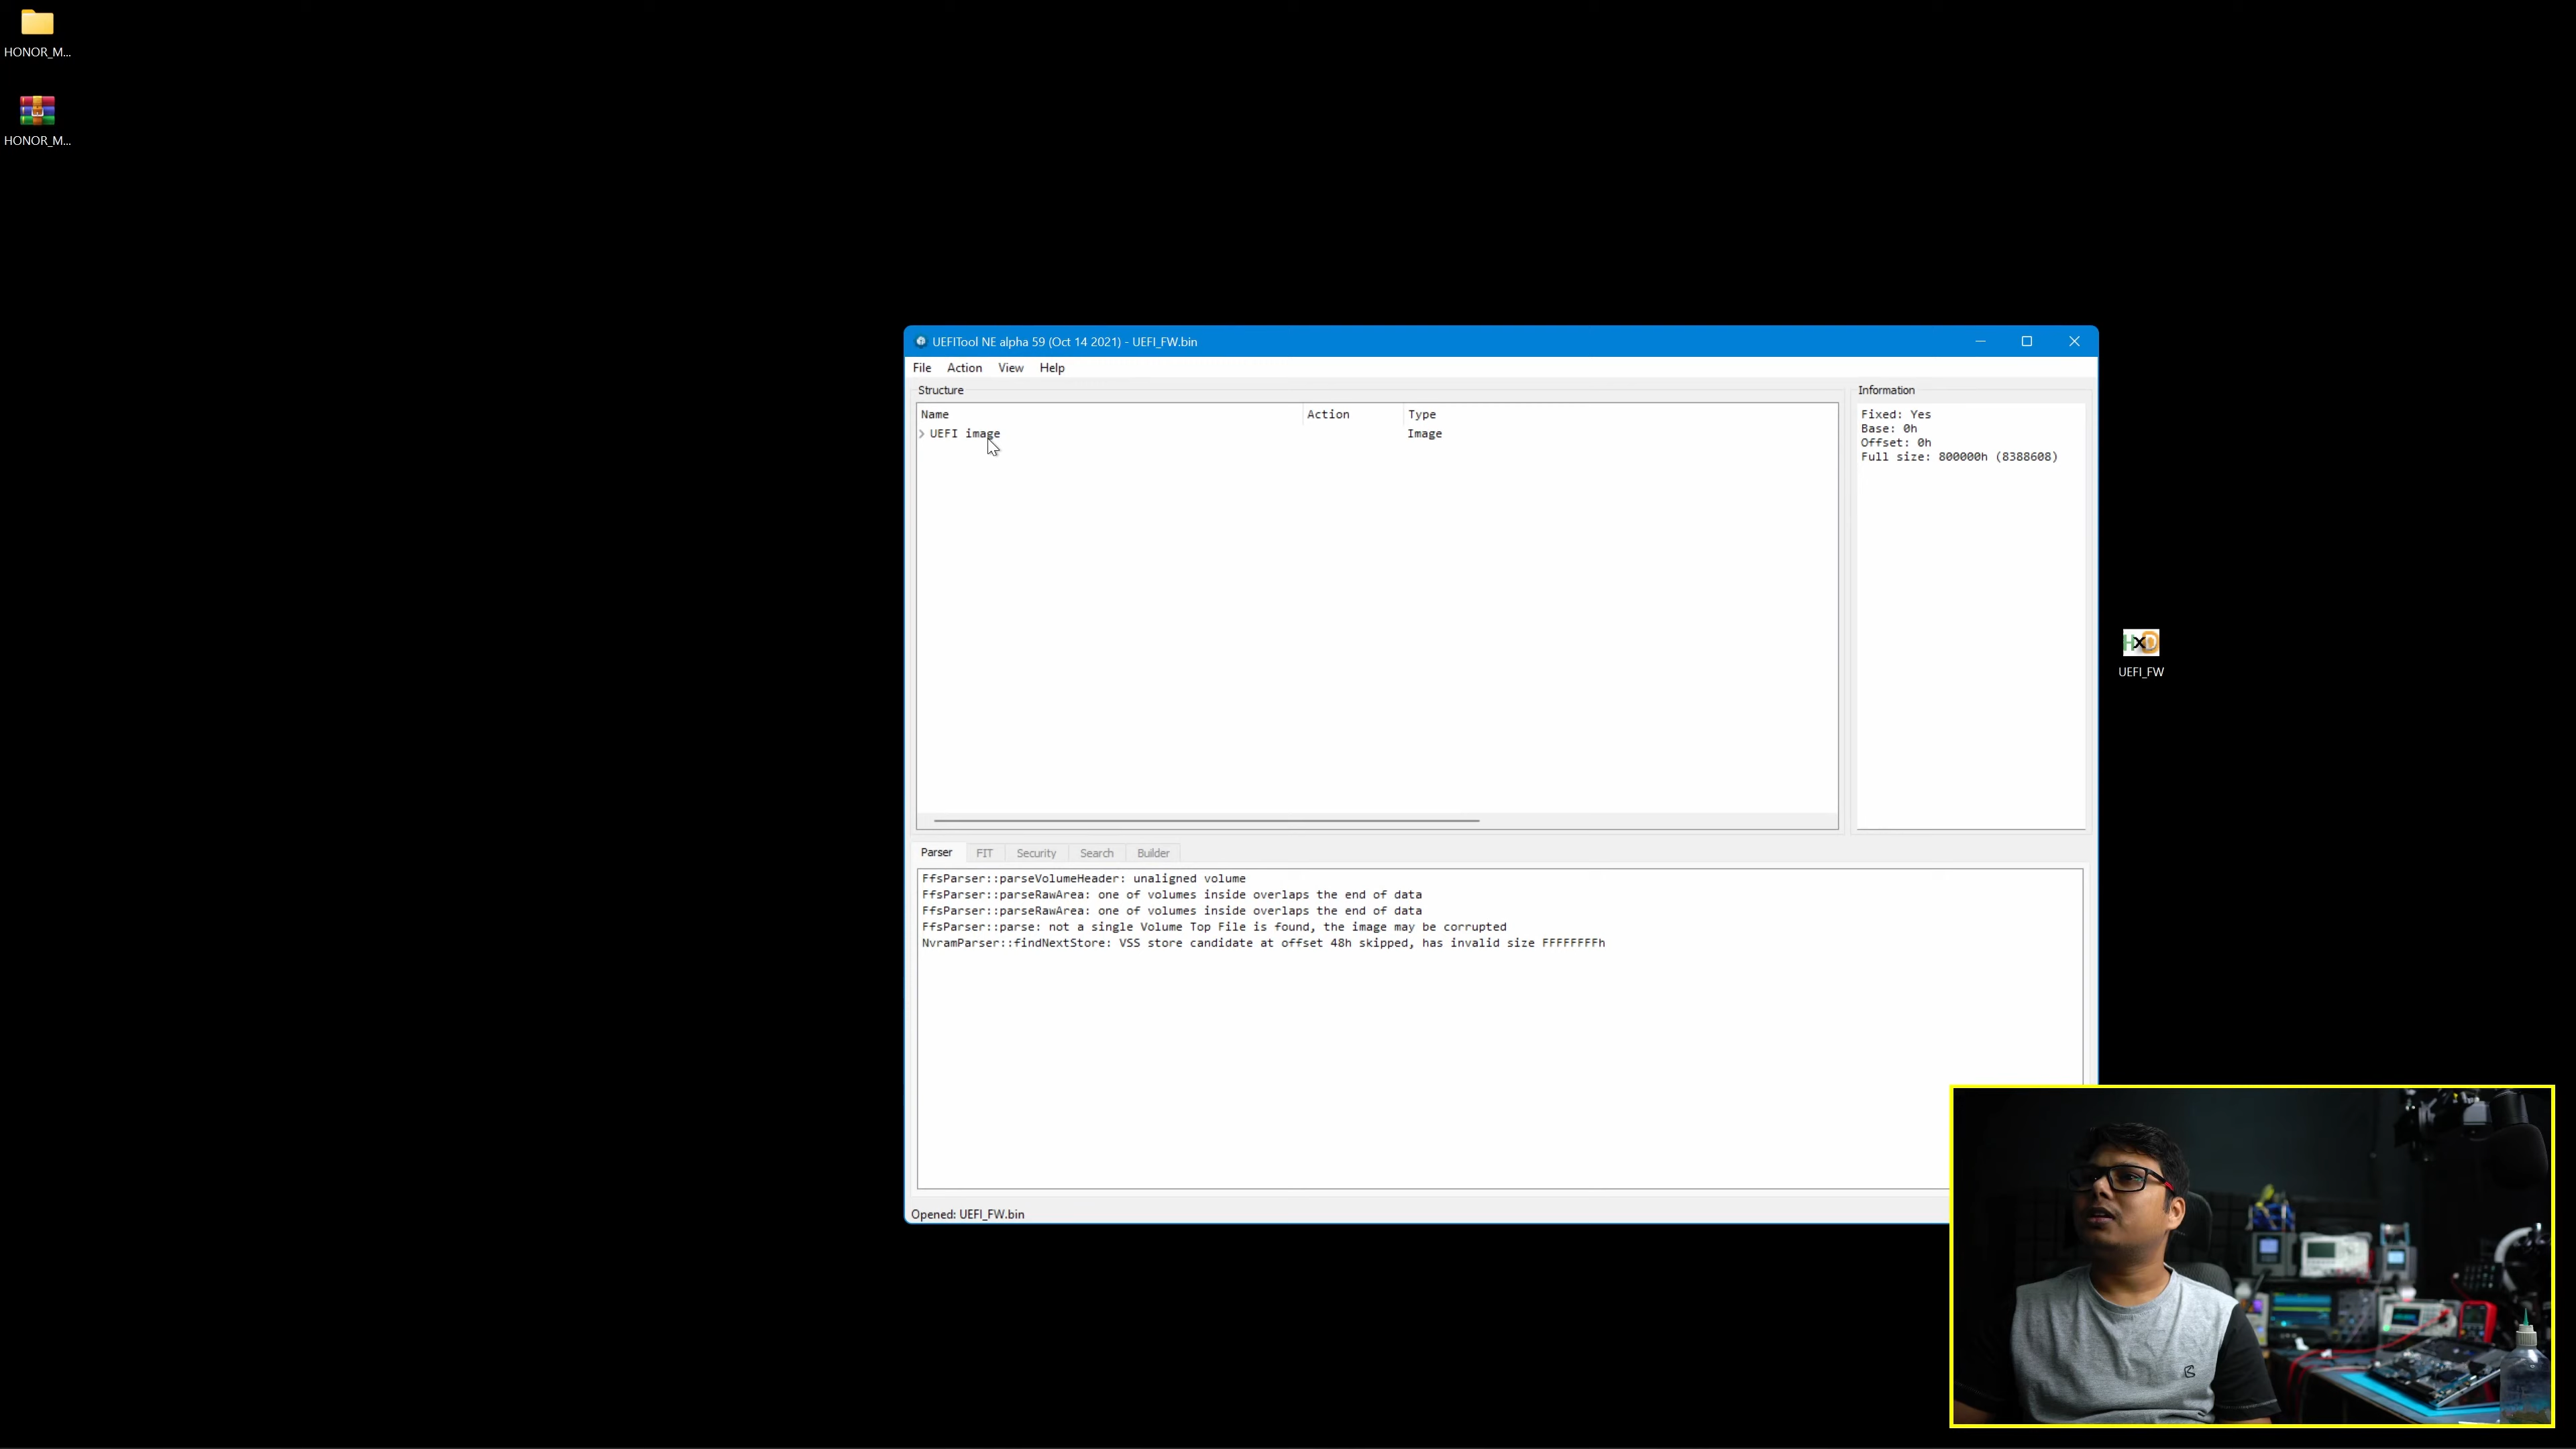 HONOR_M...
HONOR_M...
UEFITool NE alpha 59 (Oct 14 2021) - UEFI_FW.bin
File Action View Help
Structure
Name Action Type
UEFI image Image
Information
Fixed: Yes
Base: 0h
Offset: 0h
Full size: 800000h (8388608)
HxD
UEFI_FW
Parser FIT Security Search Builder
FfsParser::parseVolumeHeader: unaligned volume
FfsParser::parseRawArea: one of volumes inside overlaps the end of data
FfsParser::parseRawArea: one of volumes inside overlaps the end of data
FfsParser::parse: not a single Volume Top File is found, the image may be corrupted
NvramParser::findNextStore: VSS store candidate at offset 48h skipped, has invalid size FFFFFFFFh
Opened: UEFI_FW.bin